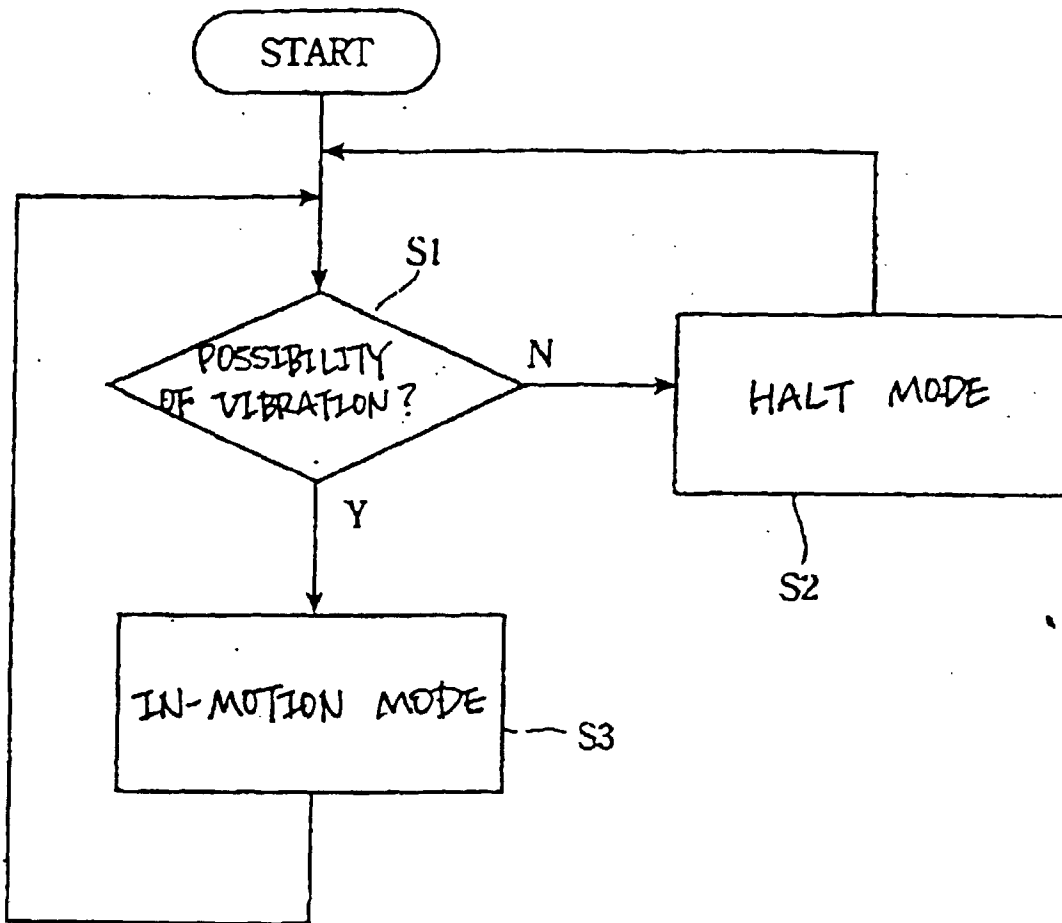 START
S1
POSSIBILITY
OF VIBRATION?
N
HALT MODE
Y
S2
IN-MOTION MODE
S3